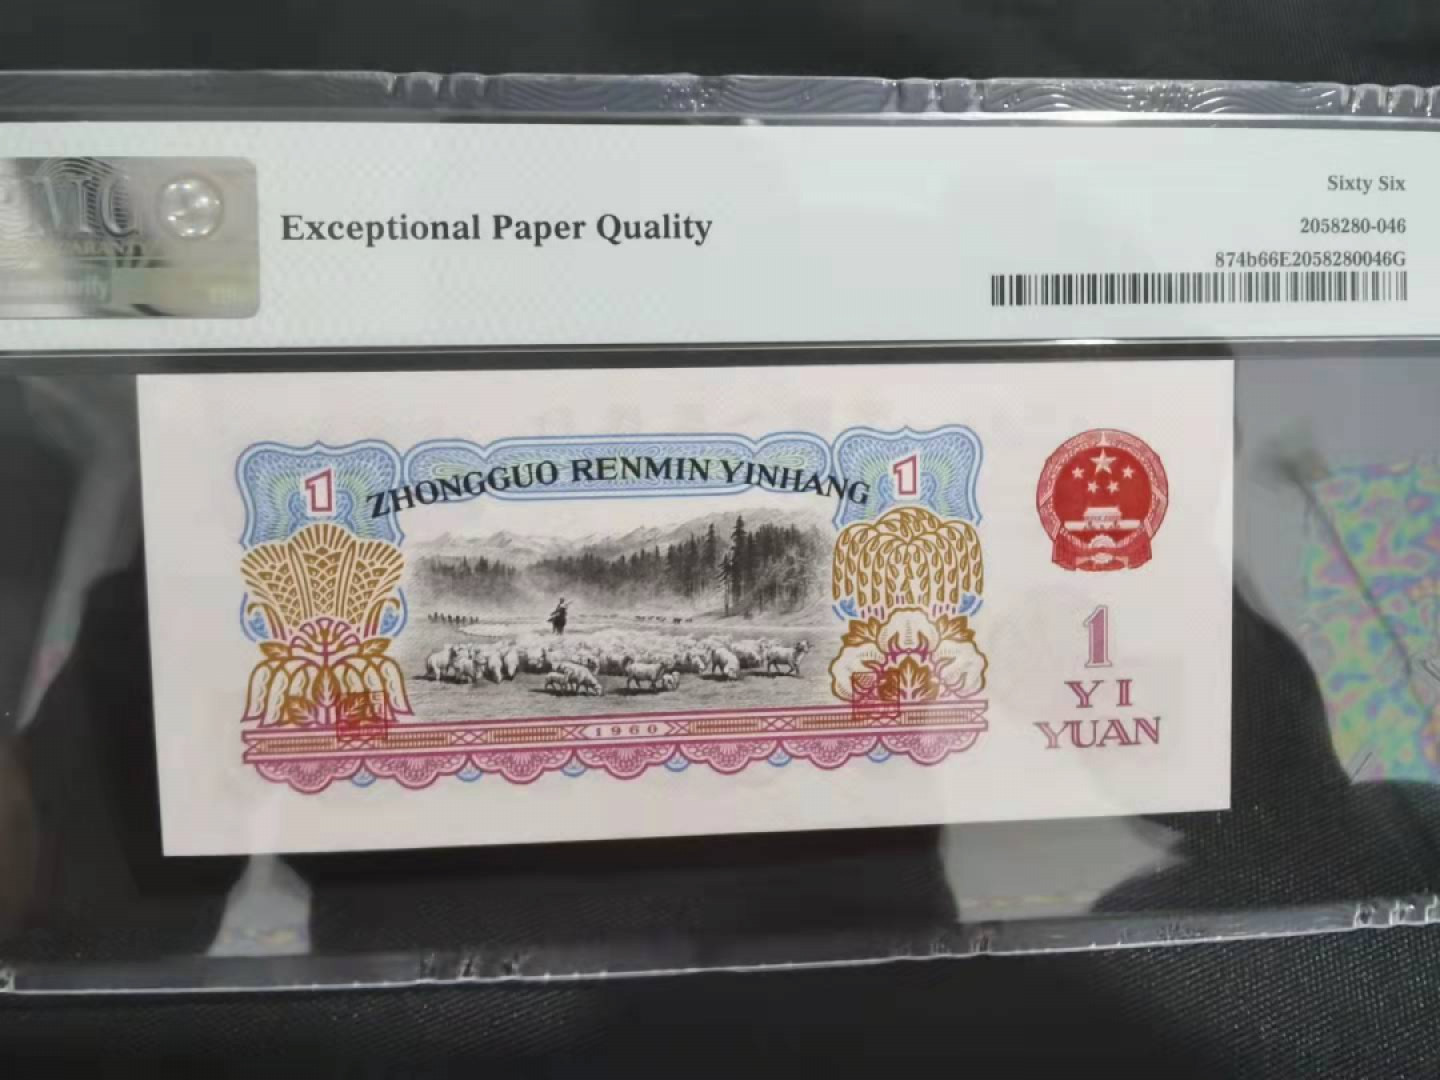 Exceptional Paper Quality
Sixty Six
2058280-046
874b66E2058280046G
1
ZHONGGUO RENMIN YINHANG
1
1960
1
YI
YUAN